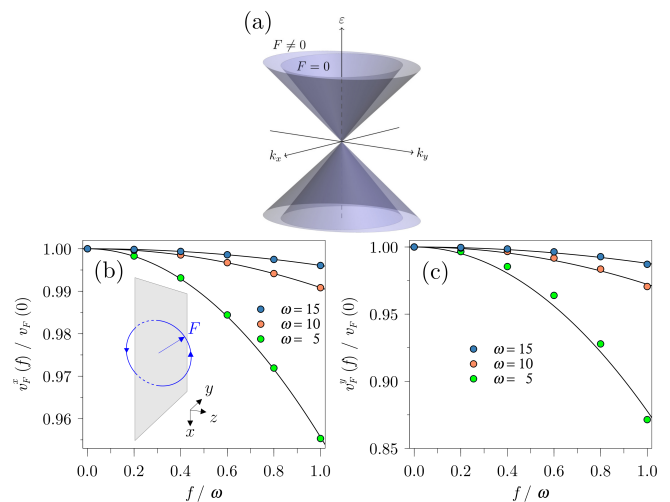 (a)
ε
F ≠ 0
F = 0
k_x
k_y
(b)
v_F^x (f) / v_F (0)
1.00
0.99
0.98
0.97
0.96
ω = 15
ω = 10
ω = 5
F
y
z
x
0.0 0.2 0.4 0.6 0.8 1.0
f / ω
(c)
v_F^y (f) / v_F (0)
1.00
0.95
0.90
0.85
ω = 15
ω = 10
ω = 5
0.0 0.2 0.4 0.6 0.8 1.0
f / ω